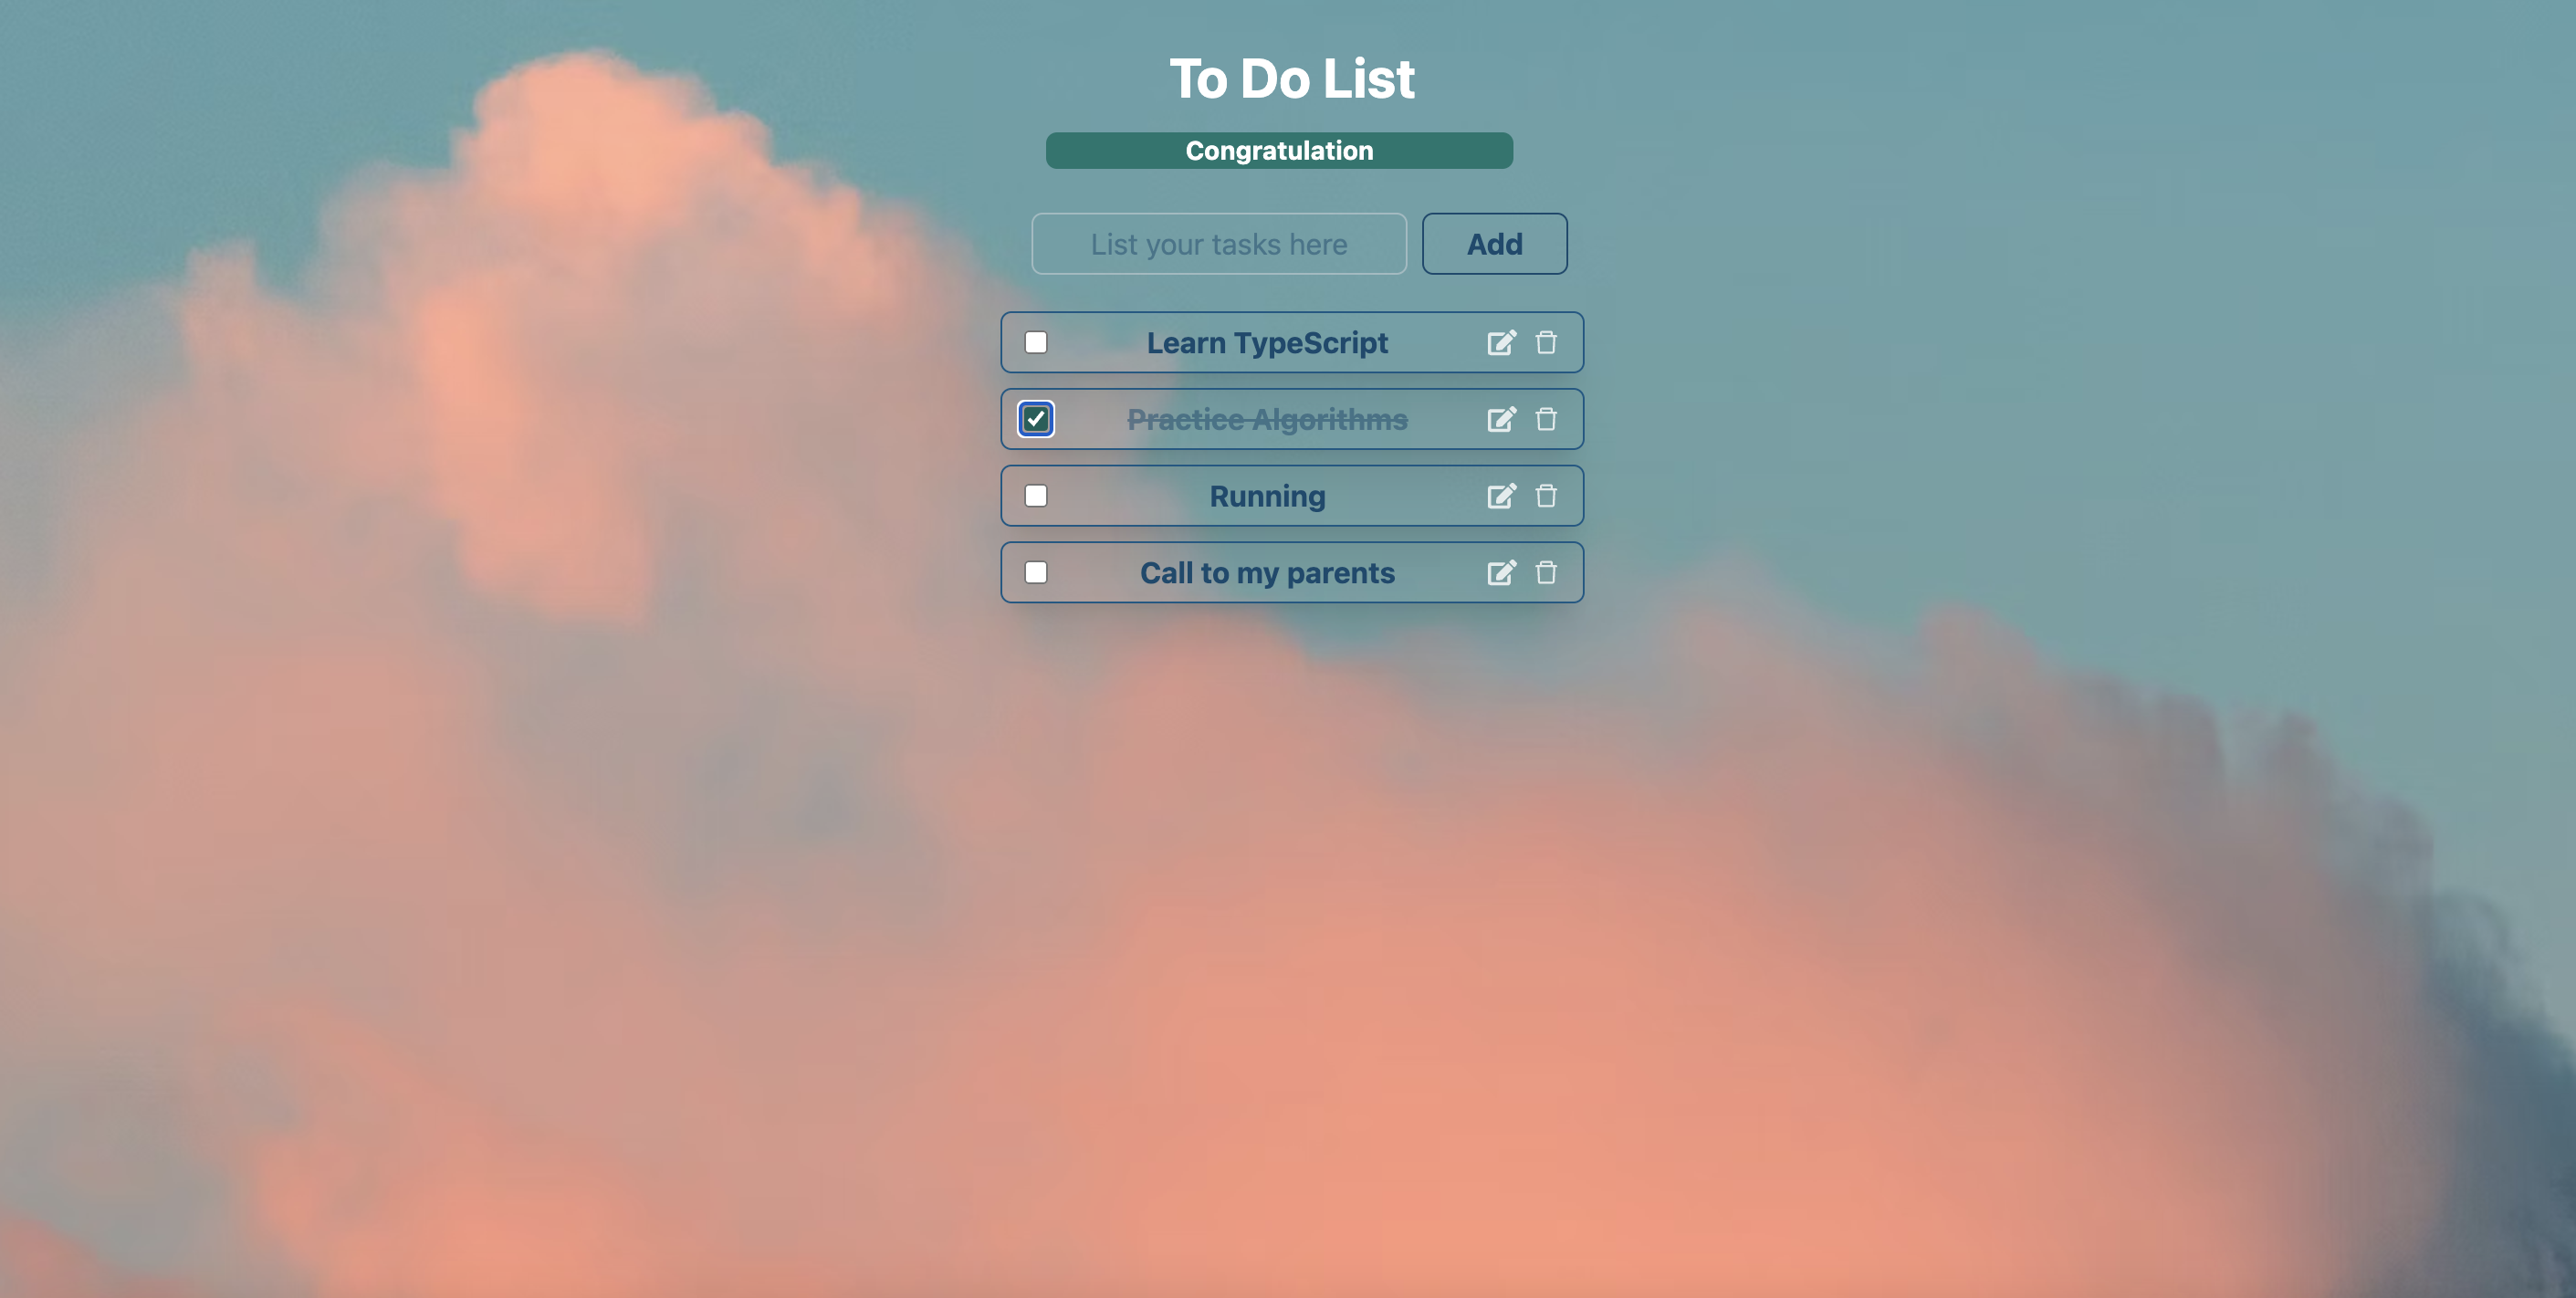 To Do List
Congratulation
List your tasks here
Add
Learn TypeScript
Practice Algorithms
Running
Call to my parents